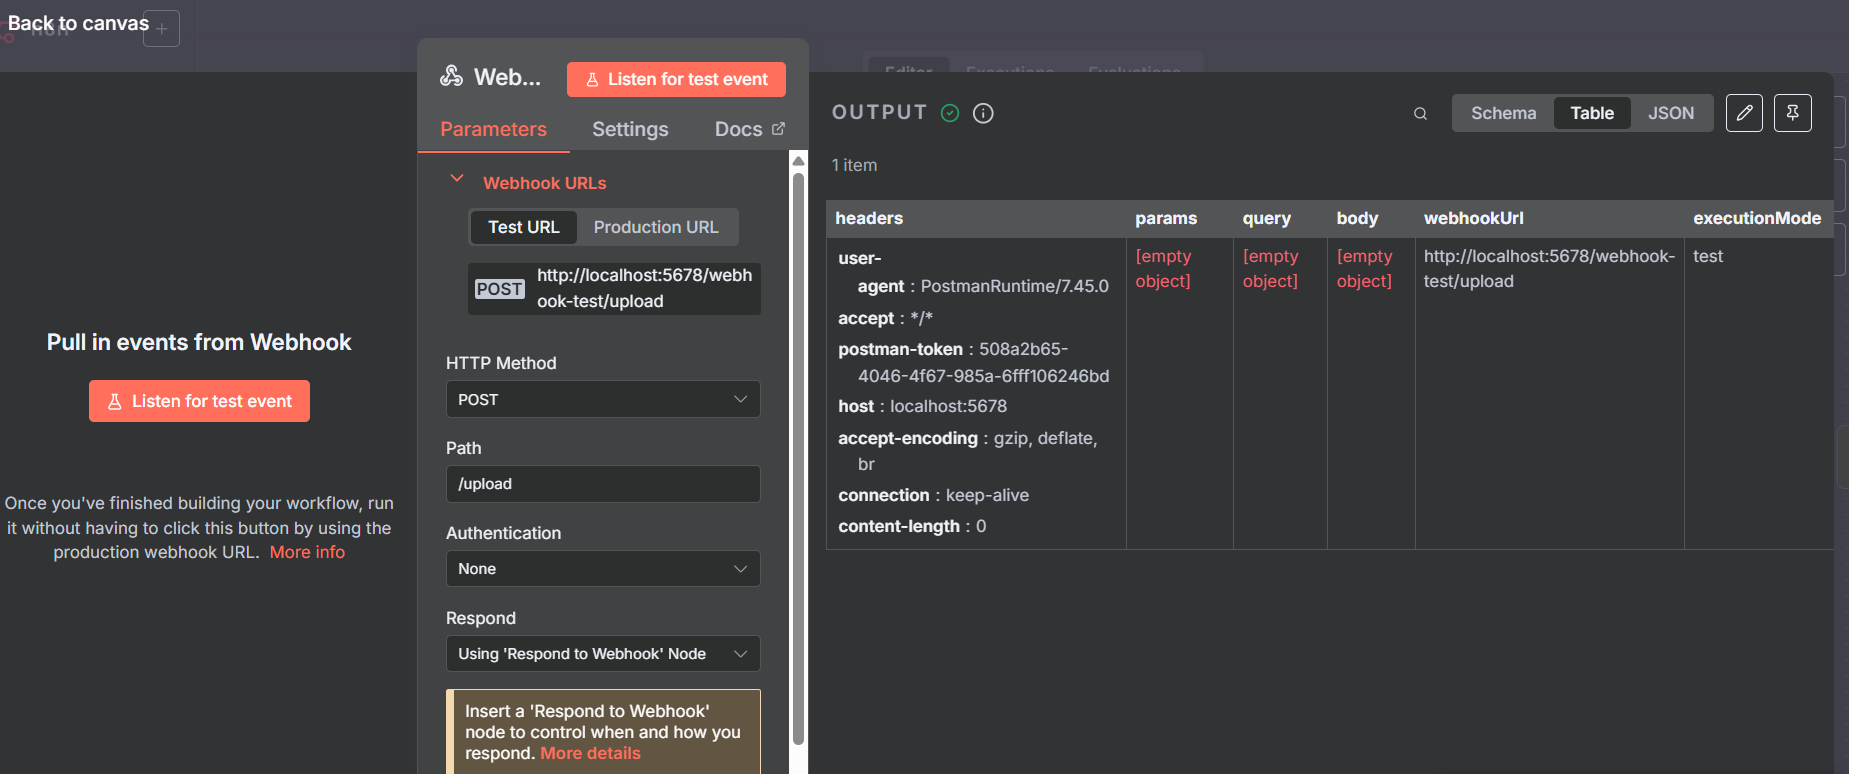 Back to canvas
n8n
Editor
Executions
Evaluations
Web...
Listen for test event
Parameters
Settings
Docs
Webhook URLs
Test URL
Production URL
POST
http://localhost:5678/webh
ook-test/upload
HTTP Method
POST
Path
/upload
Authentication
None
Respond
Using 'Respond to Webhook' Node
Insert a 'Respond to Webhook'
node to control when and how you
respond. More details
Pull in events from Webhook
Listen for test event
Once you've finished building your workflow, run
it without having to click this button by using the
production webhook URL. More info
OUTPUT
Schema
Table
JSON
1 item
headers
params
query
body
webhookUrl
executionMode
user-
agent : PostmanRuntime/7.45.0
accept : */*
postman-token : 508a2b65-
4046-4f67-985a-6fff106246bd
host : localhost:5678
accept-encoding : gzip, deflate,
br
connection : keep-alive
content-length : 0
[empty
object]
[empty
object]
[empty
object]
http://localhost:5678/webhook-
test/upload
test